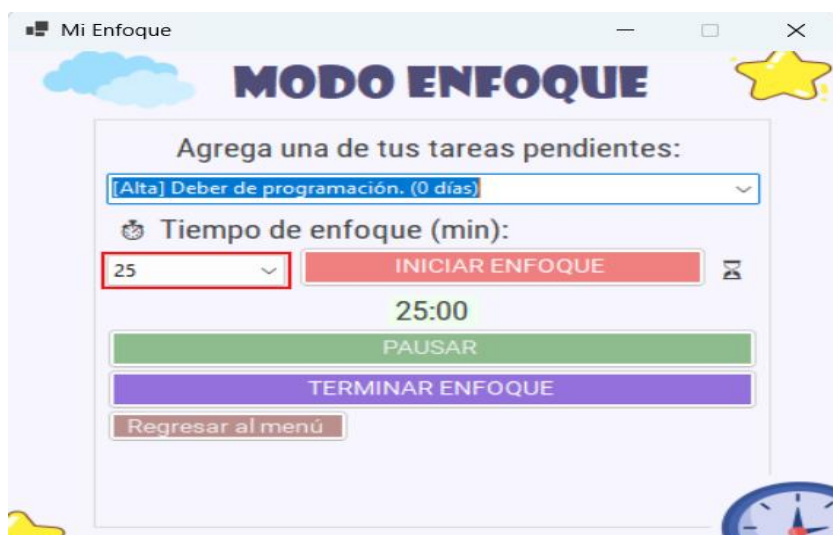 Mi Enfoque
MODO ENFOQUE
Agrega una de tus tareas pendientes:
[Alta] Deber de programación. (0 días)
Tiempo de enfoque (min):
25 INICIAR ENFOQUE
25:00
PAUSAR
TERMINAR ENFOQUE
Regresar al menú